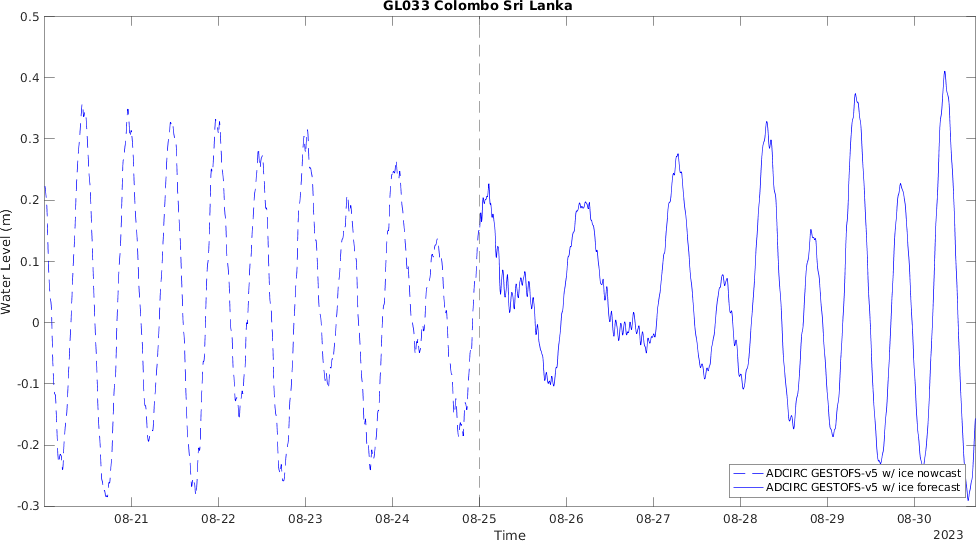 GL033 Colombo Sri Lanka
0.5
0.4
0.3
0.2
0.1
0
-0.1
-0.2
-0.3
Water Level (m)
ADCIRC GESTOFS-v5 w/ ice nowcast
ADCIRC GESTOFS-v5 w/ ice forecast
08-21 08-22 08-23 08-24 08-25 08-26 08-27 08-28 08-29 08-30
Time
2023